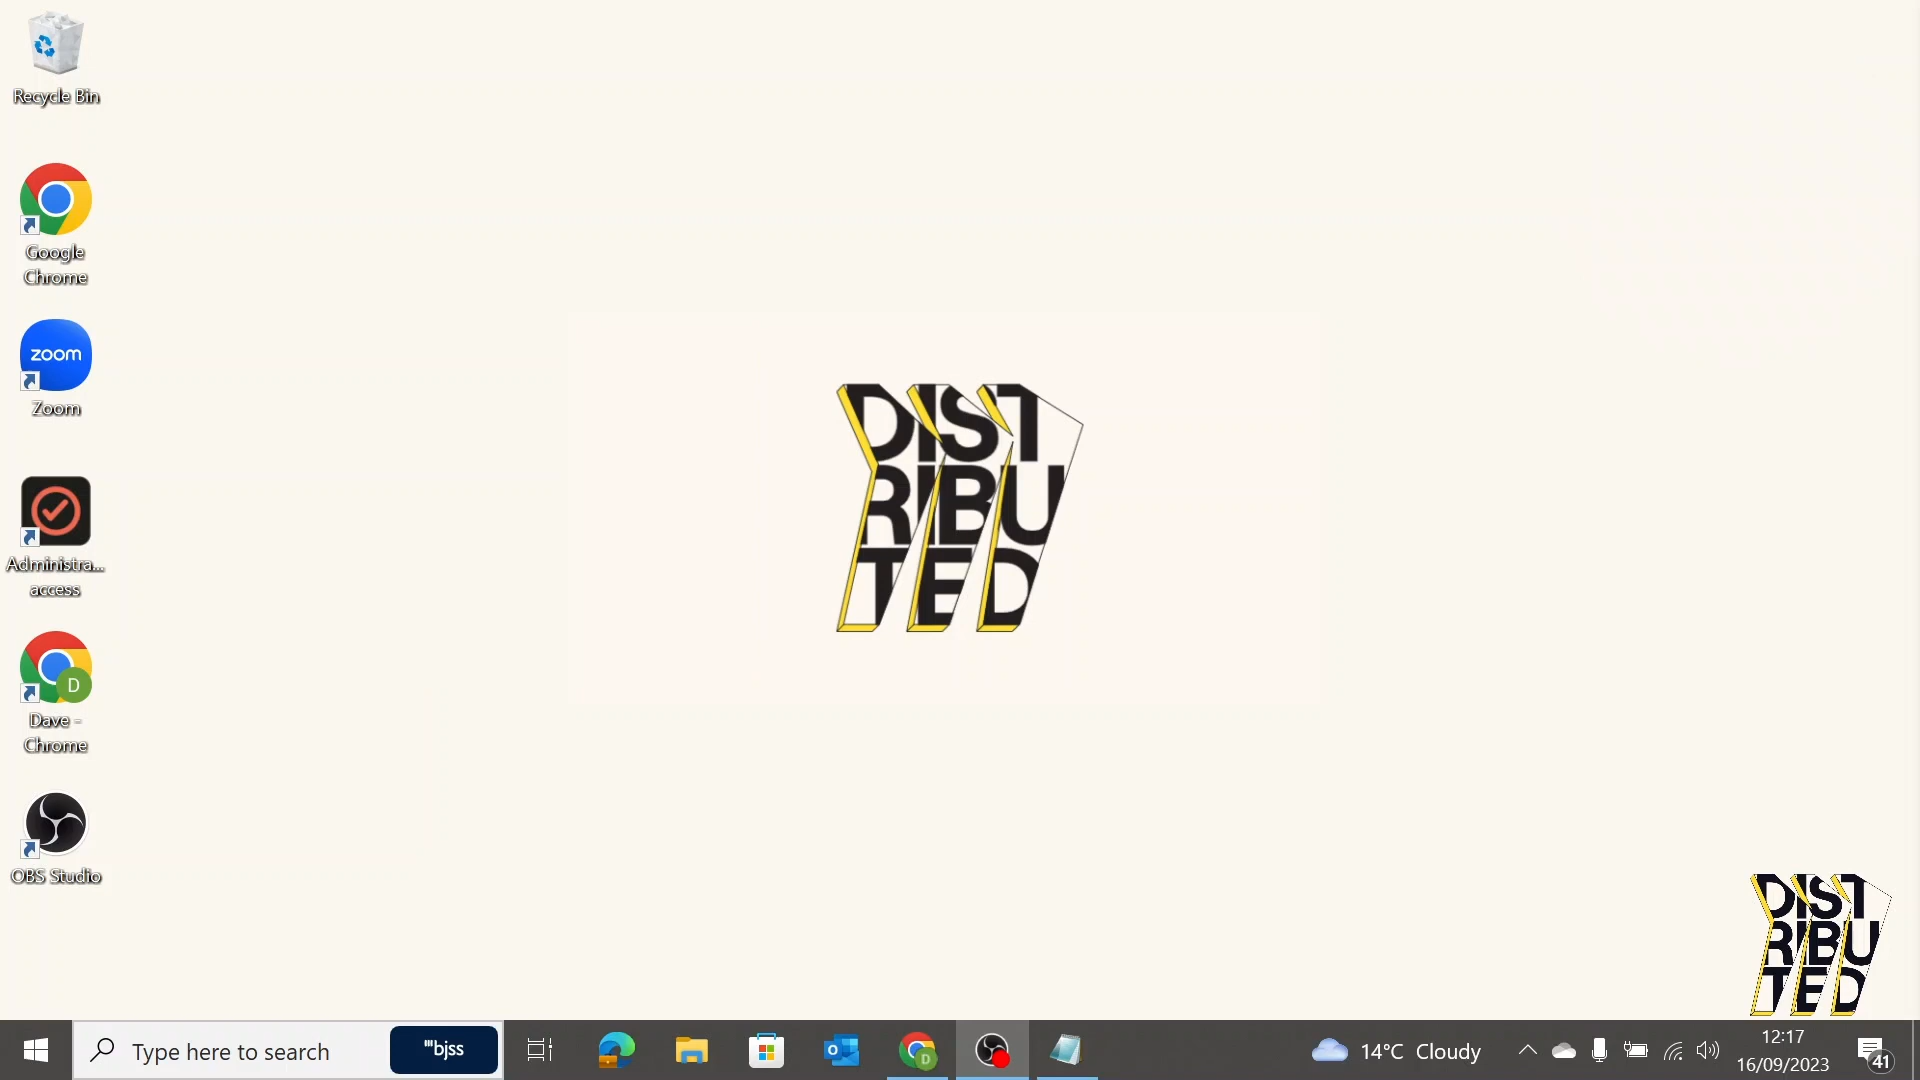 Recycle Bin
Google
Chrome
zoom
Zoom
Administra...
access
D
Dave -
Chrome
OBS Studio
DIST
RIBU
TED
DIST
RIBU
TED
Type here to search
"'bjss
D
14°C Cloudy
12:17
16/09/2023
41